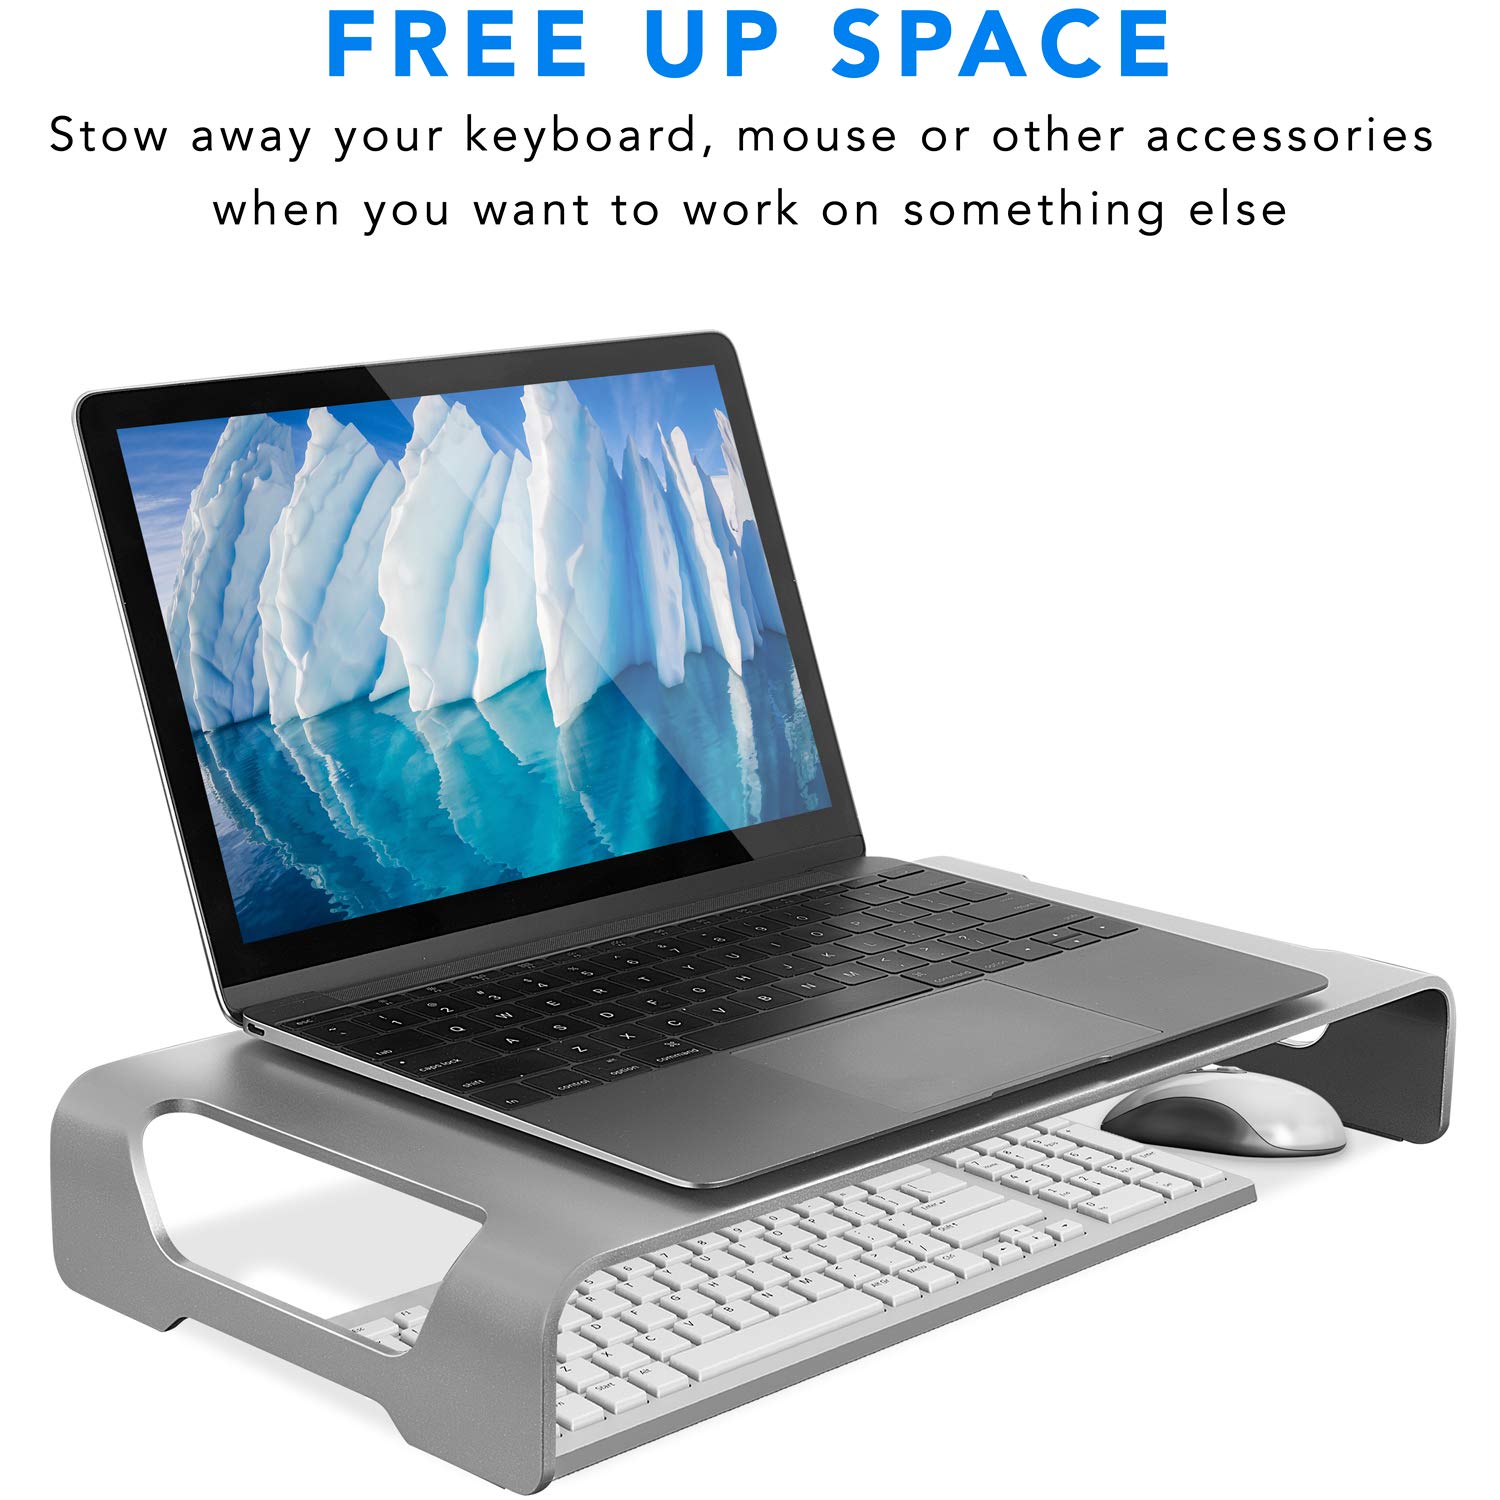 FREE UP SPACE
Stow away your keyboard, mouse or other accessories
when you want to work on something else